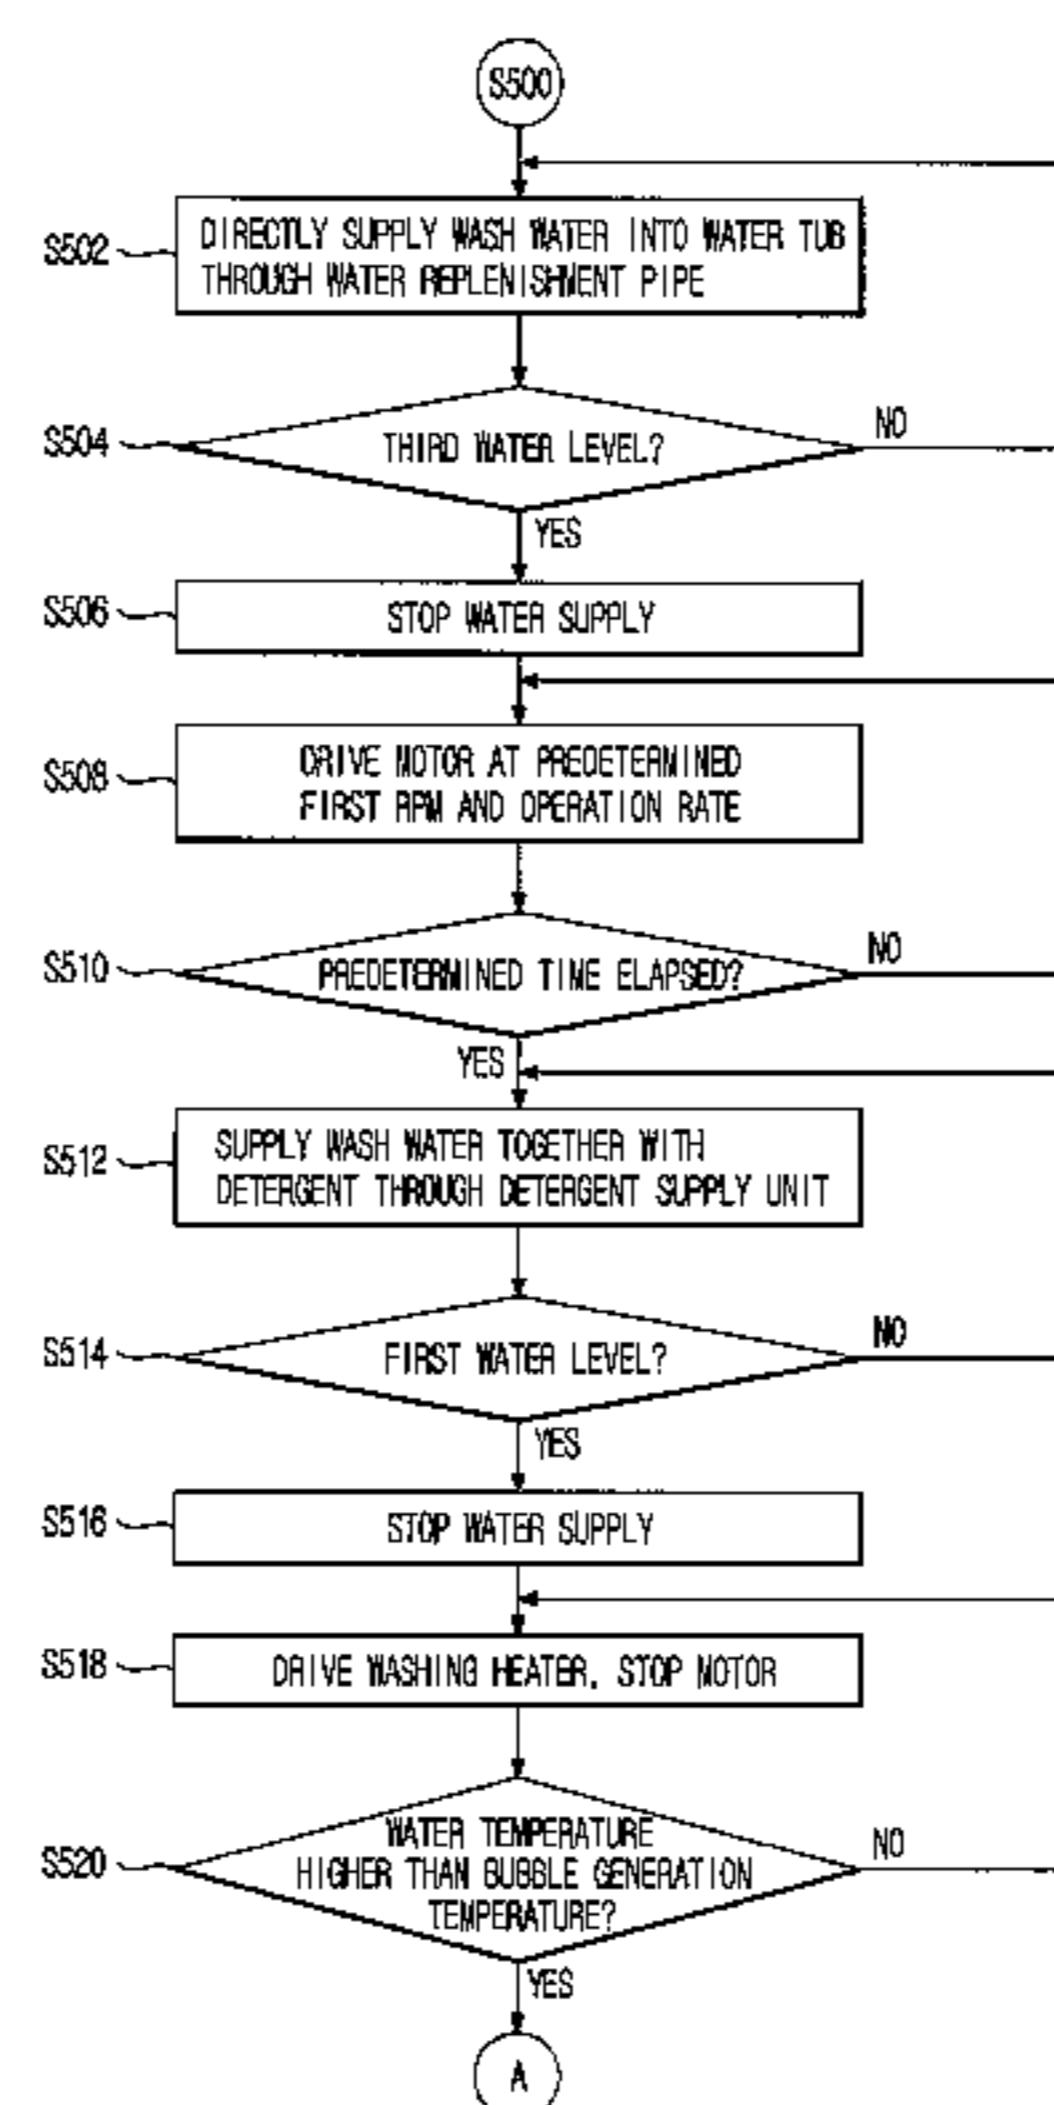 S500
S502
DIRECTLY SUPPLY WASH WATER INTO WATER TUB
THROUGH WATER REPLENISHMENT PIPE
S504
THIRD WATER LEVEL?
NO
YES
S506
STOP WATER SUPPLY
S508
DRIVE MOTOR AT PREDETERMINED
FIRST RPM AND OPERATION RATE
S510
PREDETERMINED TIME ELAPSED?
NO
YES
S512
SUPPLY WASH WATER TOGETHER WITH
DETERGENT THROUGH DETERGENT SUPPLY UNIT
S514
FIRST WATER LEVEL?
NO
YES
S516
STOP WATER SUPPLY
S518
DRIVE WASHING HEATER, STOP MOTOR
S520
WATER TEMPERATURE
HIGHER THAN BUBBLE GENERATION
TEMPERATURE?
NO
YES
A